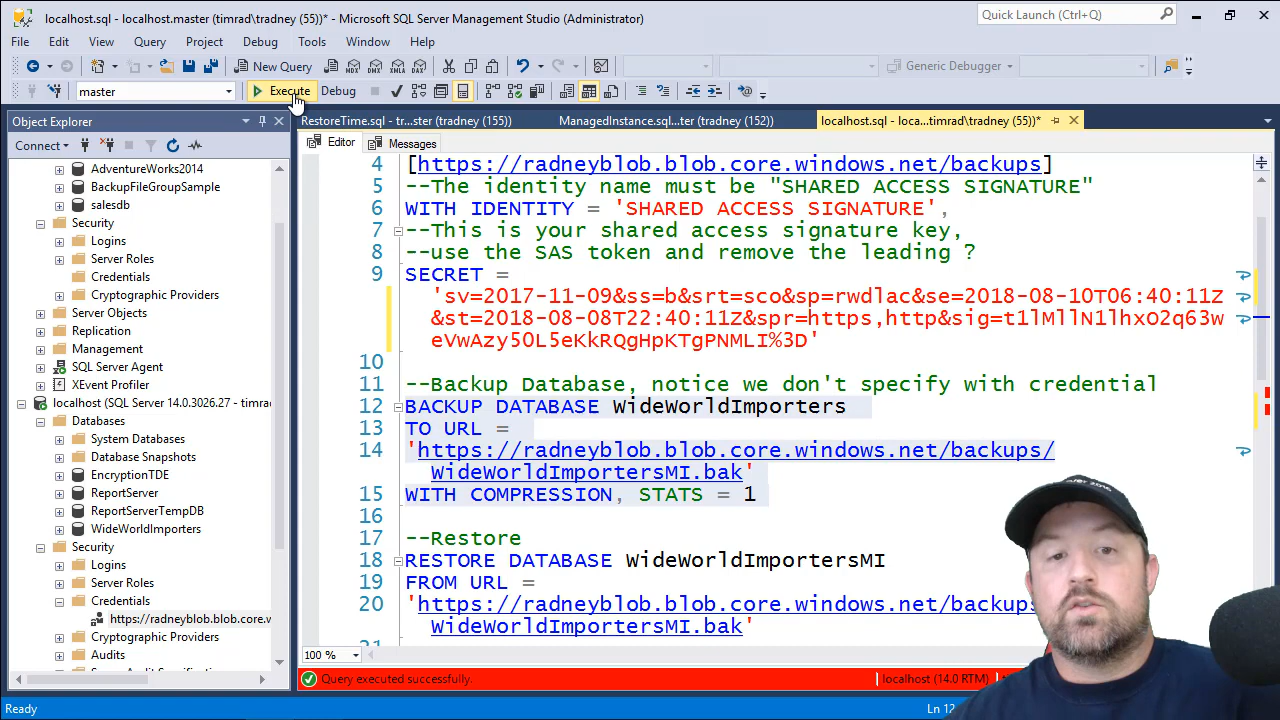 localhost.sql - localhost.master (timrad\tradney (55))* - Microsoft SQL Server Management Studio (Administrator)
Quick Launch (Ctrl+Q)
File Edit View Query Project Debug Tools Window Help
New Query
Generic Debugger
master
Execute Debug
Object Explorer
RestoreTime.sql - tr...ster (tradney (155))
ManagedInstance.sql...ter (tradney (152))
localhost.sql - loca...timrad\tradney (55))*
Connect
Editor
Messages
AdventureWorks2014
BackupFileGroupSample
salesdb
Security
Logins
Server Roles
Credentials
Cryptographic Providers
Server Objects
Replication
Management
SQL Server Agent
XEvent Profiler
localhost (SQL Server 14.0.3026.27 - timra
Databases
System Databases
Database Snapshots
EncryptionTDE
ReportServer
ReportServerTempDB
WideWorldImporters
Security
Logins
Server Roles
Credentials
https://radneyblob.blob.core.w
Cryptographic Providers
Audits
4 [https://radneyblob.blob.core.windows.net/backups]
5 --The identity name must be "SHARED ACCESS SIGNATURE"
6 WITH IDENTITY = 'SHARED ACCESS SIGNATURE',
7 --This is your shared access signature key,
8 --use the SAS token and remove the leading ?
9 SECRET =
'sv=2017-11-09&ss=b&srt=sco&sp=rwdlac&se=2018-08-10T06:40:11Z
&st=2018-08-08T22:40:11Z&spr=https,http&sig=t1lMllN1lhxO2q63w
eVwAzy50L5eKkRQgHpKTgPNMLI%3D'
10
11 --Backup Database, notice we don't specify with credential
12 BACKUP DATABASE WideWorldImporters
13 TO URL =
14 'https://radneyblob.blob.core.windows.net/backups/
WideWorldImportersMI.bak'
15 WITH COMPRESSION, STATS = 1
16
17 --Restore
18 RESTORE DATABASE WideWorldImportersMI
19 FROM URL =
20 'https://radneyblob.blob.core.windows.net/backups
WideWorldImportersMI.bak'
100 %
Query executed successfully.
localhost (14.0 RTM)
Ready
Ln 12